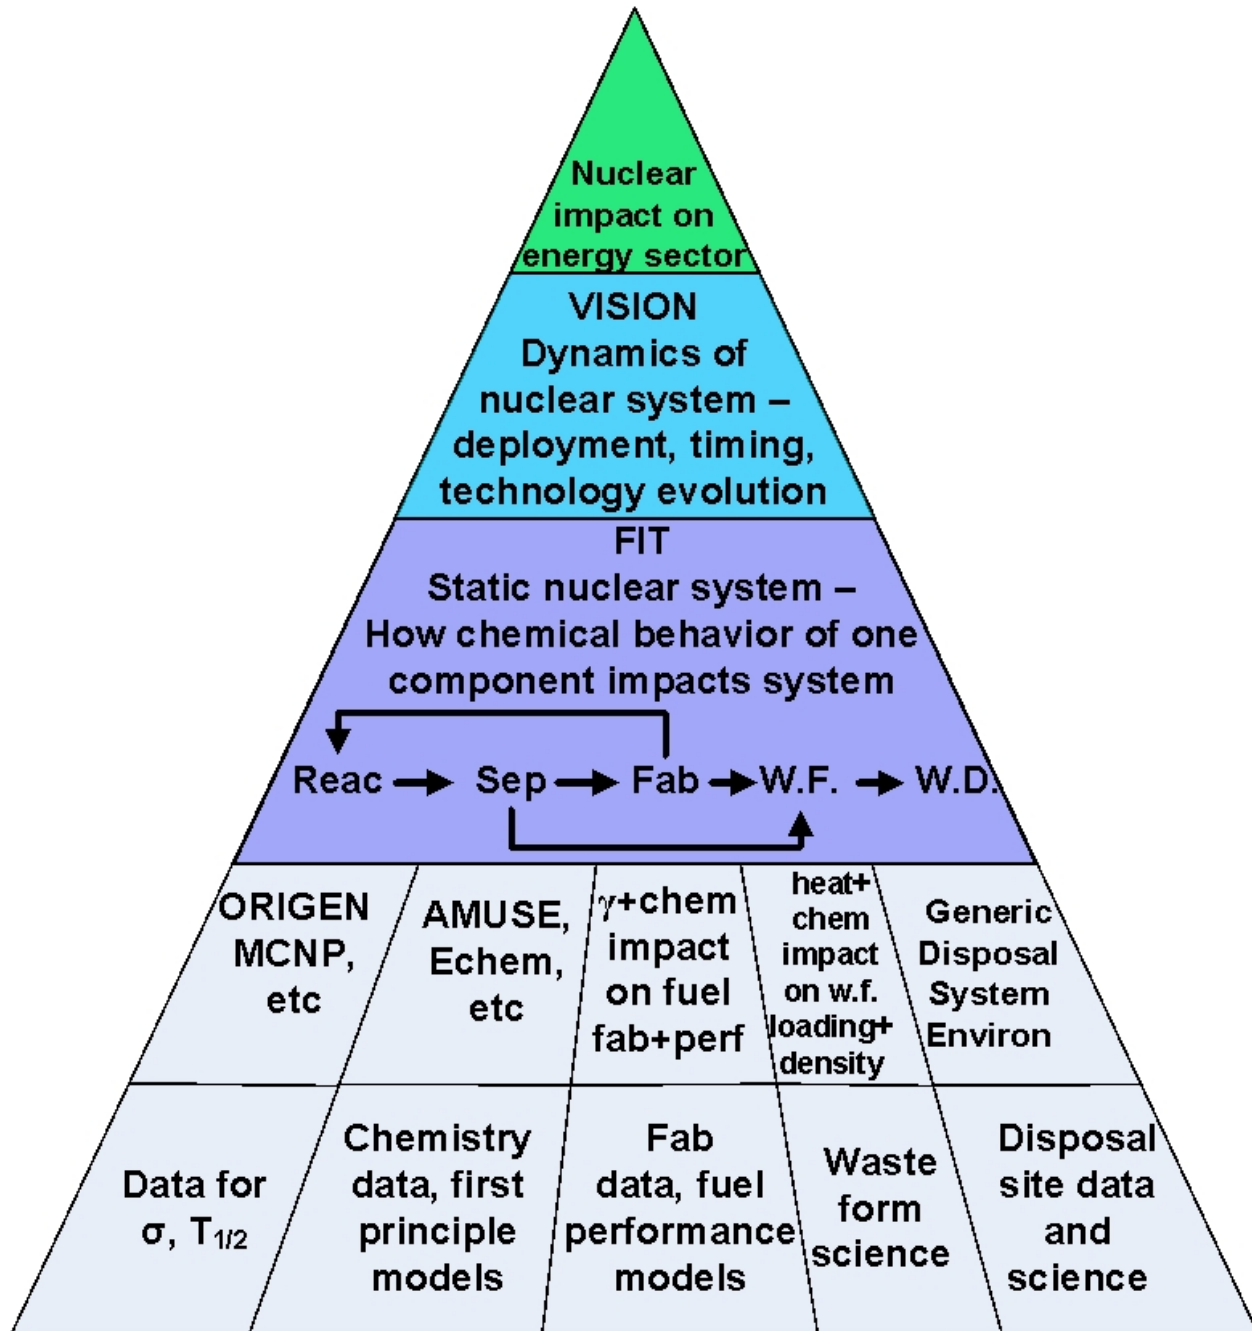 Nuclear
impact on
energy sector
VISION
Dynamics of
nuclear system –
deployment, timing,
technology evolution
FIT
Static nuclear system –
How chemical behavior of one
component impacts system
Reac Sep Fab W.F. W.D.
ORIGEN
MCNP,
etc
AMUSE,
Echem,
etc
γ+chem
impact
on fuel
fab+perf
heat+
chem
impact
on w.f.
loading+
density
Generic
Disposal
System
Environ
Data for
σ, T1/2
Chemistry
data, first
principle
models
Fab
data, fuel
performance
models
Waste
form
science
Disposal
site data
and
science